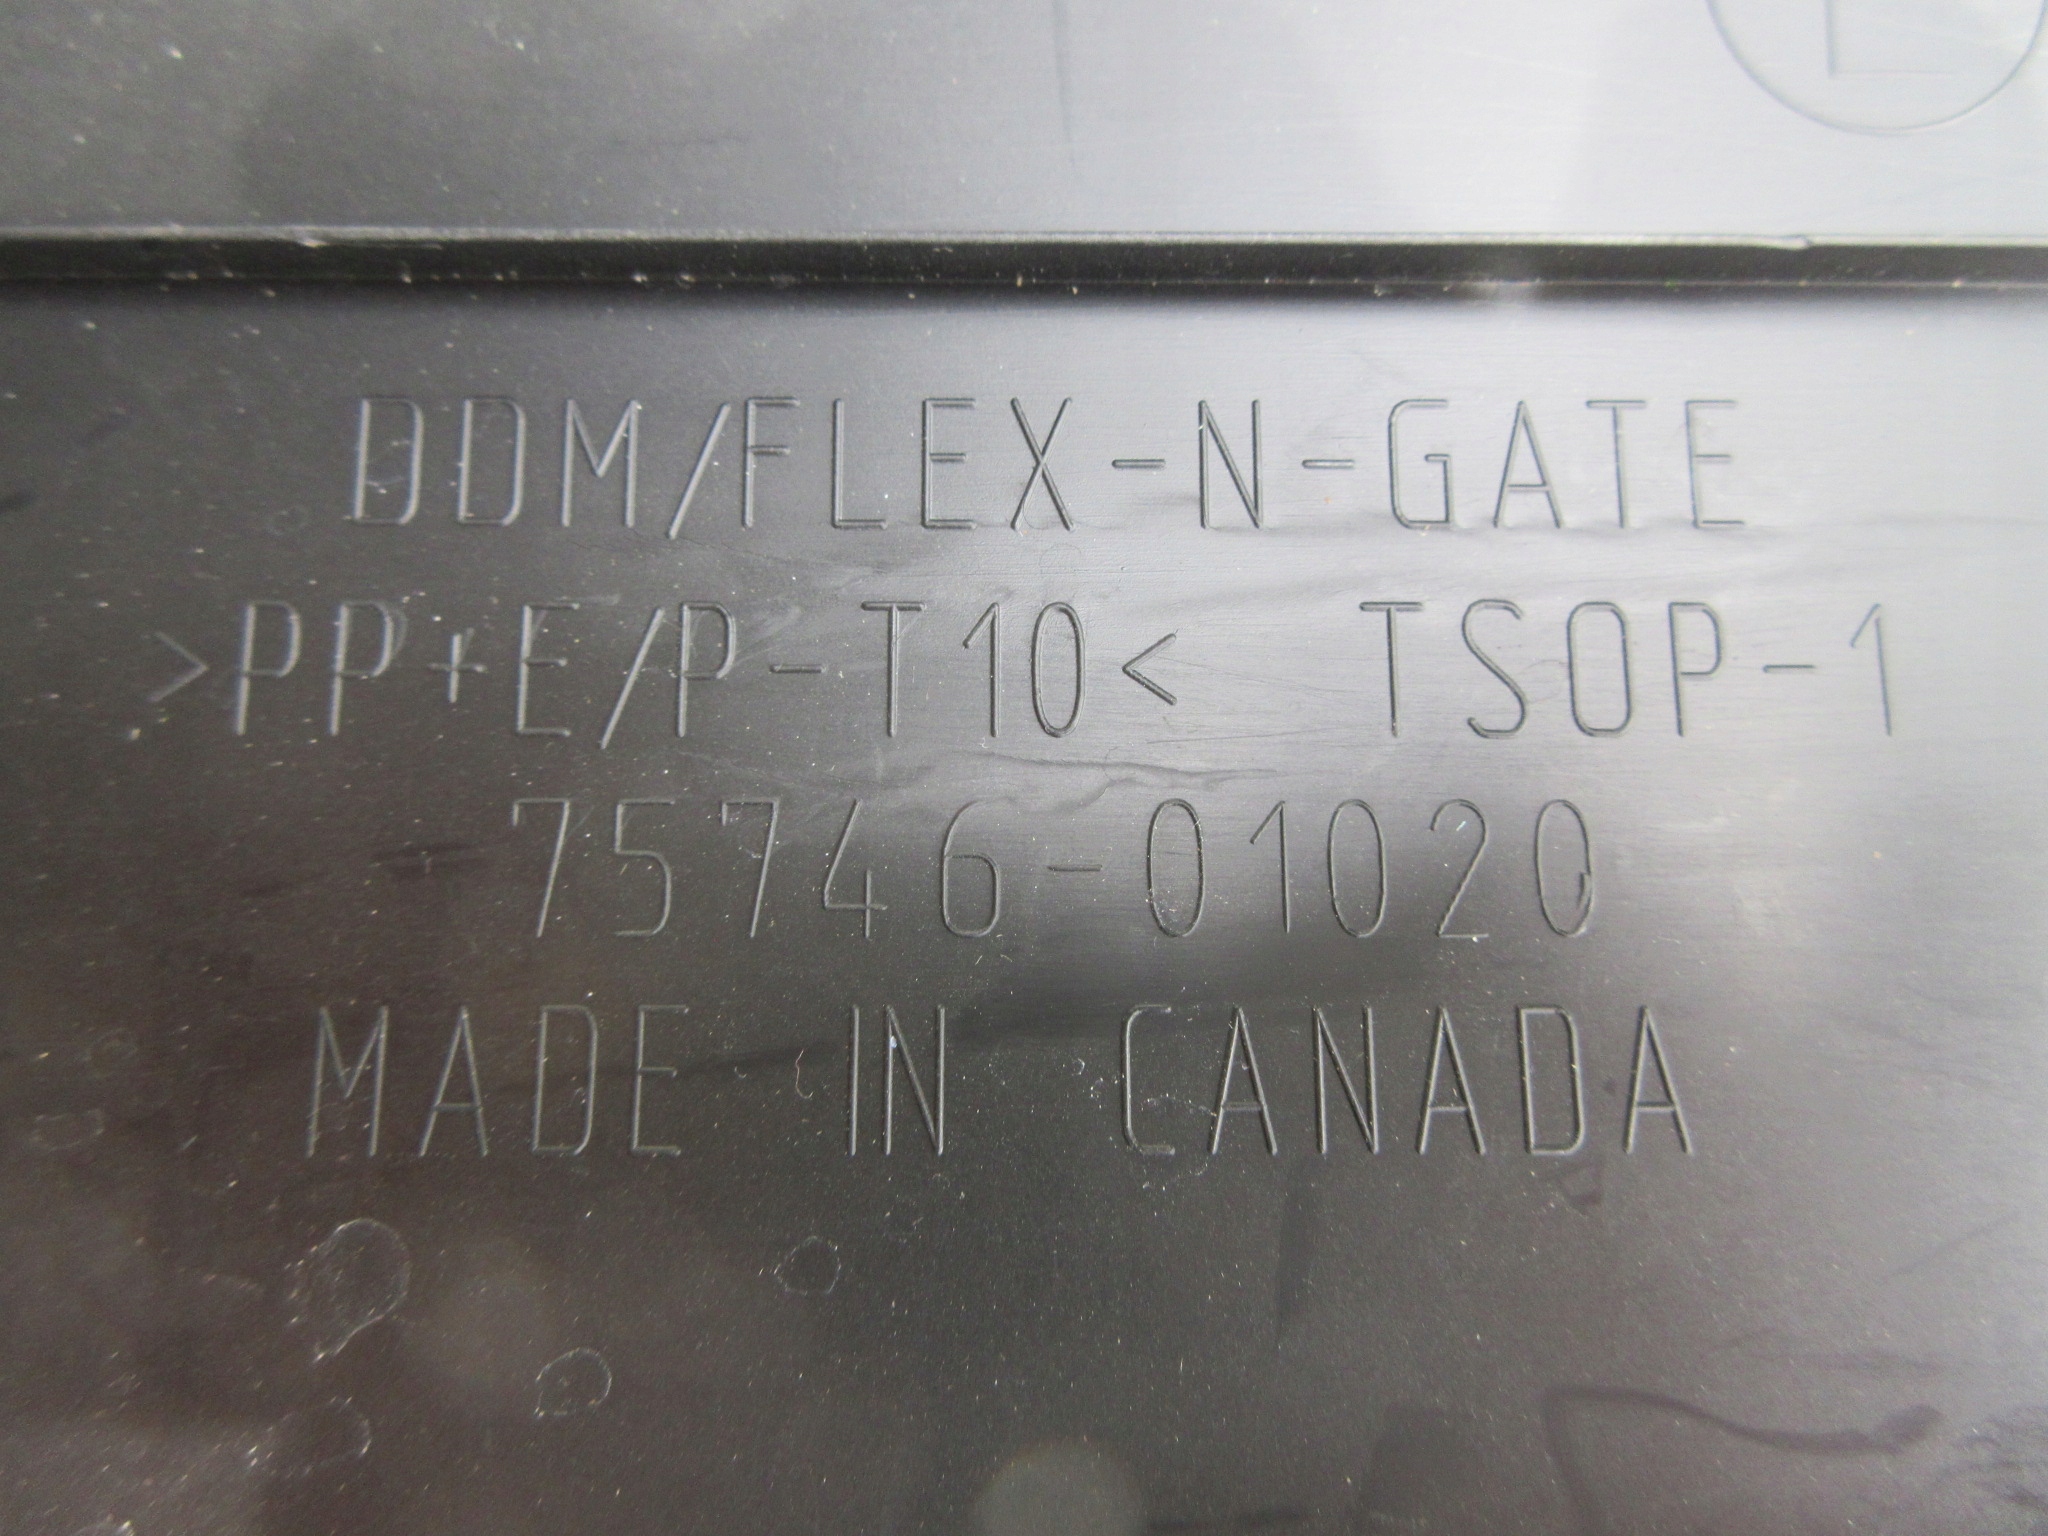 DDM/FLEX-N-GATE
>PP+E/P-T10< TSOP-1
75746-01020
MADE IN CANADA